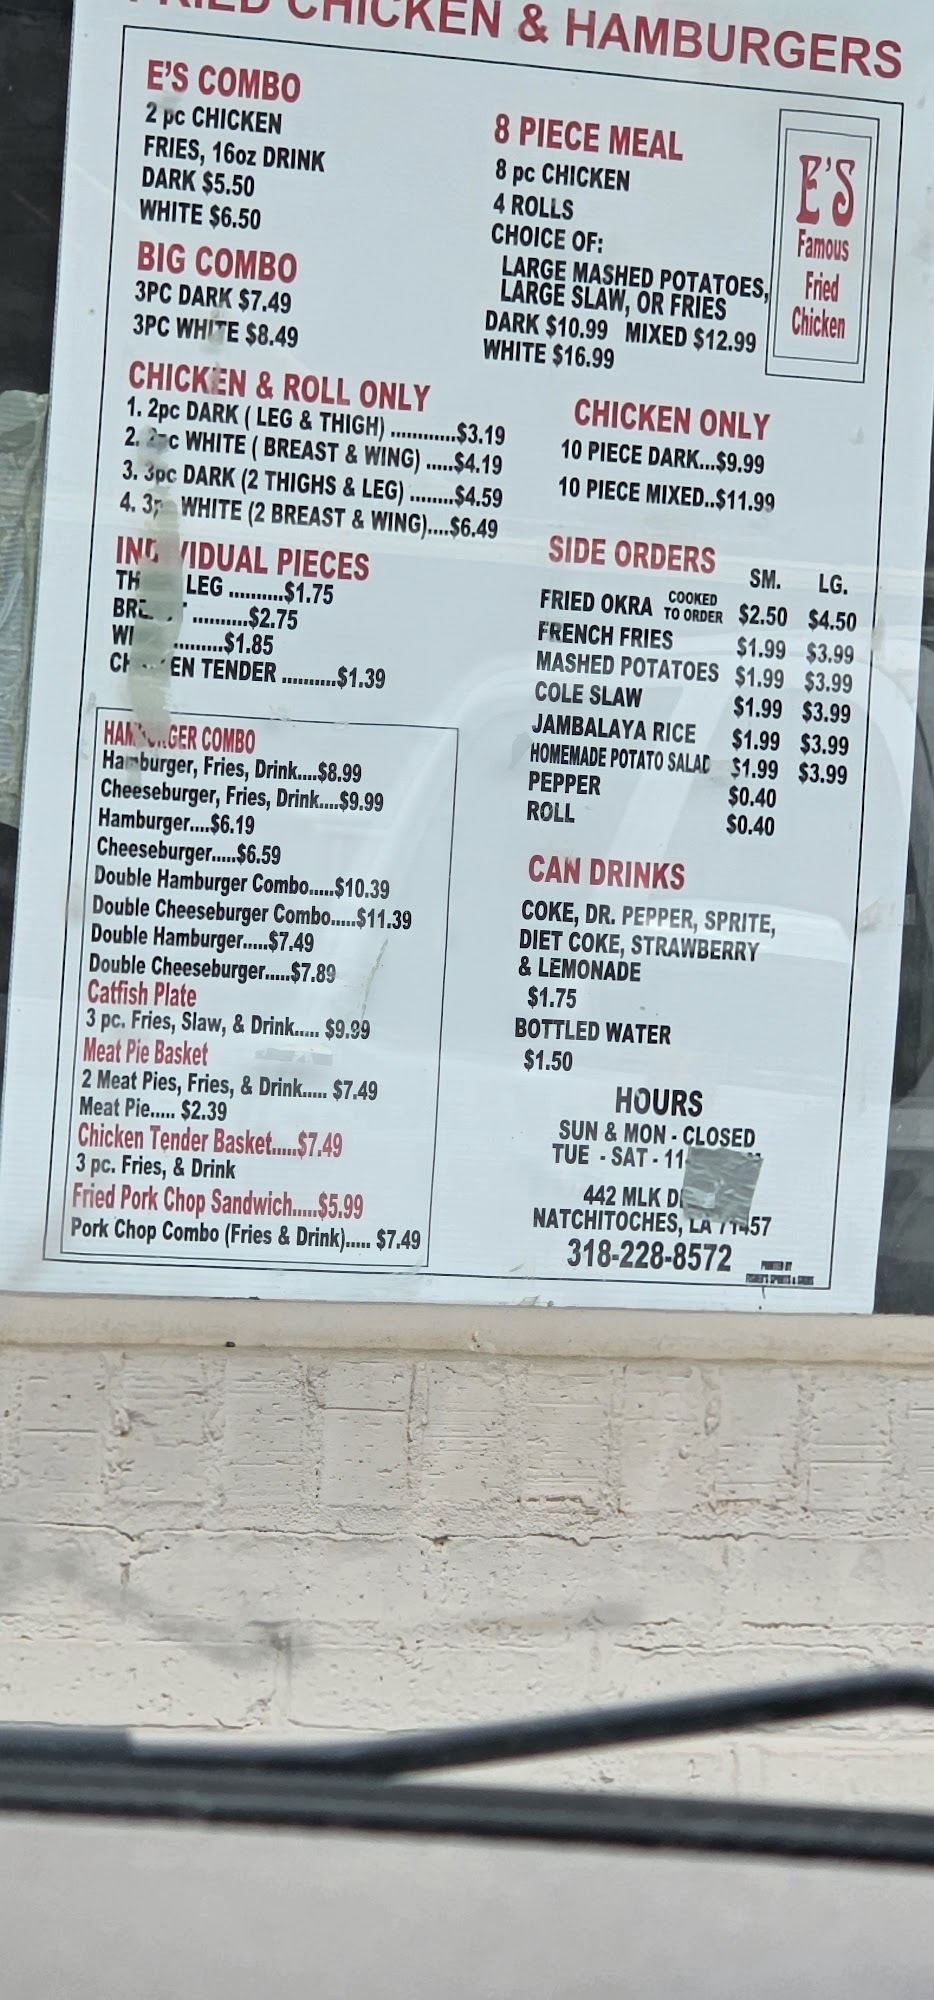 CHICKEN & HAMBURGERS
E'S COMBO
2 pc CHICKEN
FRIES, 16oz DRINK
DARK $5.50
WHITE $6.50
BIG COMBO
3PC DARK $7.49
3PC WHITE $8.49
CHICKEN & ROLL ONLY
1. 2pc DARK ( LEG & THIGH) ............$3.19
2. 2pc WHITE ( BREAST & WING) .....$4.19
3. 3pc DARK (2 THIGHS & LEG) ........$4.59
4. 3 WHITE (2 BREAST & WING)....$6.49
INDIVIDUAL PIECES
LEG ..........$1.75
..........$2.75
.........$1.85
CHICKEN TENDER ..........$1.39
HAMBURGER COMBO
Hamburger, Fries, Drink....$8.99
Cheeseburger, Fries, Drink....$9.99
Hamburger....$6.19
Cheeseburger.....$6.59
Double Hamburger Combo.....$10.39
Double Cheeseburger Combo.....$11.39
Double Hamburger.....$7.49
Double Cheeseburger.....$7.89
Catfish Plate
3 pc. Fries, Slaw, & Drink..... $9.99
Meat Pie Basket
2 Meat Pies, Fries, & Drink..... $7.49
Meat Pie..... $2.39
Chicken Tender Basket.....$7.49
3 pc. Fries, & Drink
Fried Pork Chop Sandwich.....$5.99
Pork Chop Combo (Fries & Drink)..... $7.49
8 PIECE MEAL
8 pc CHICKEN
4 ROLLS
CHOICE OF:
LARGE MASHED POTATOES,
LARGE SLAW, OR FRIES
DARK $10.99 MIXED $12.99
WHITE $16.99
E'S
Famous
Fried
Chicken
CHICKEN ONLY
10 PIECE DARK...$9.99
10 PIECE MIXED..$11.99
SIDE ORDERS SM. LG.
FRIED OKRA COOKED TO ORDER $2.50 $4.50
FRENCH FRIES $1.99 $3.99
MASHED POTATOES $1.99 $3.99
COLE SLAW $1.99 $3.99
JAMBALAYA RICE $1.99 $3.99
HOMEMADE POTATO SALAD $1.99 $3.99
PEPPER $0.40
ROLL $0.40
CAN DRINKS
COKE, DR. PEPPER, SPRITE,
DIET COKE, STRAWBERRY
& LEMONADE
$1.75
BOTTLED WATER
$1.50
HOURS
SUN & MON - CLOSED
TUE - SAT - 11
442 MLK
NATCHITOCHES, LA 71457
318-228-8572
PRINTED BY